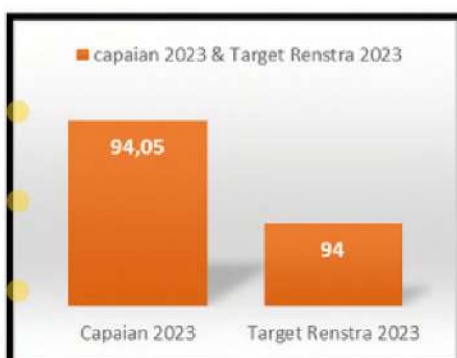 capaian 2023 & Target Renstra 2023
94,05
94
Capaian 2023
Target Renstra 2023